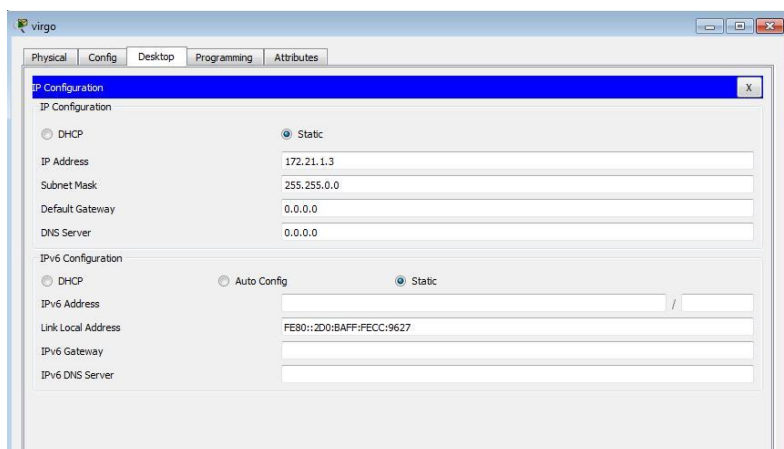 virgo
Physical Config Desktop Programming Attributes
IP Configuration X
IP Configuration
DHCP Static
IP Address 172.21.1.3
Subnet Mask 255.255.0.0
Default Gateway 0.0.0.0
DNS Server 0.0.0.0
IPv6 Configuration
DHCP Auto Config Static
IPv6 Address /
Link Local Address FE80::2D0:BAFF:FECC:9627
IPv6 Gateway
IPv6 DNS Server